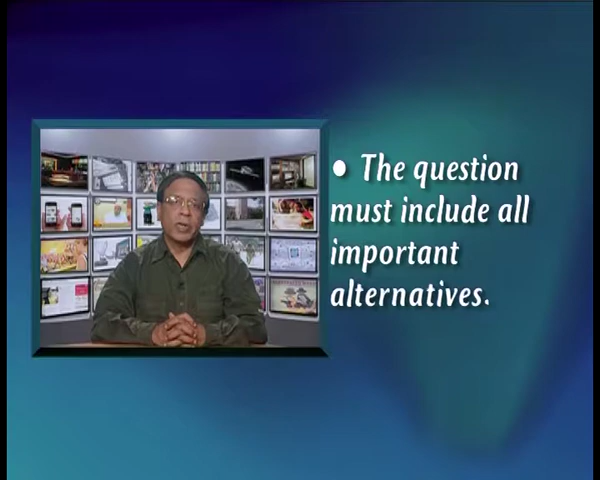 • The question
must include all
important
alternatives.